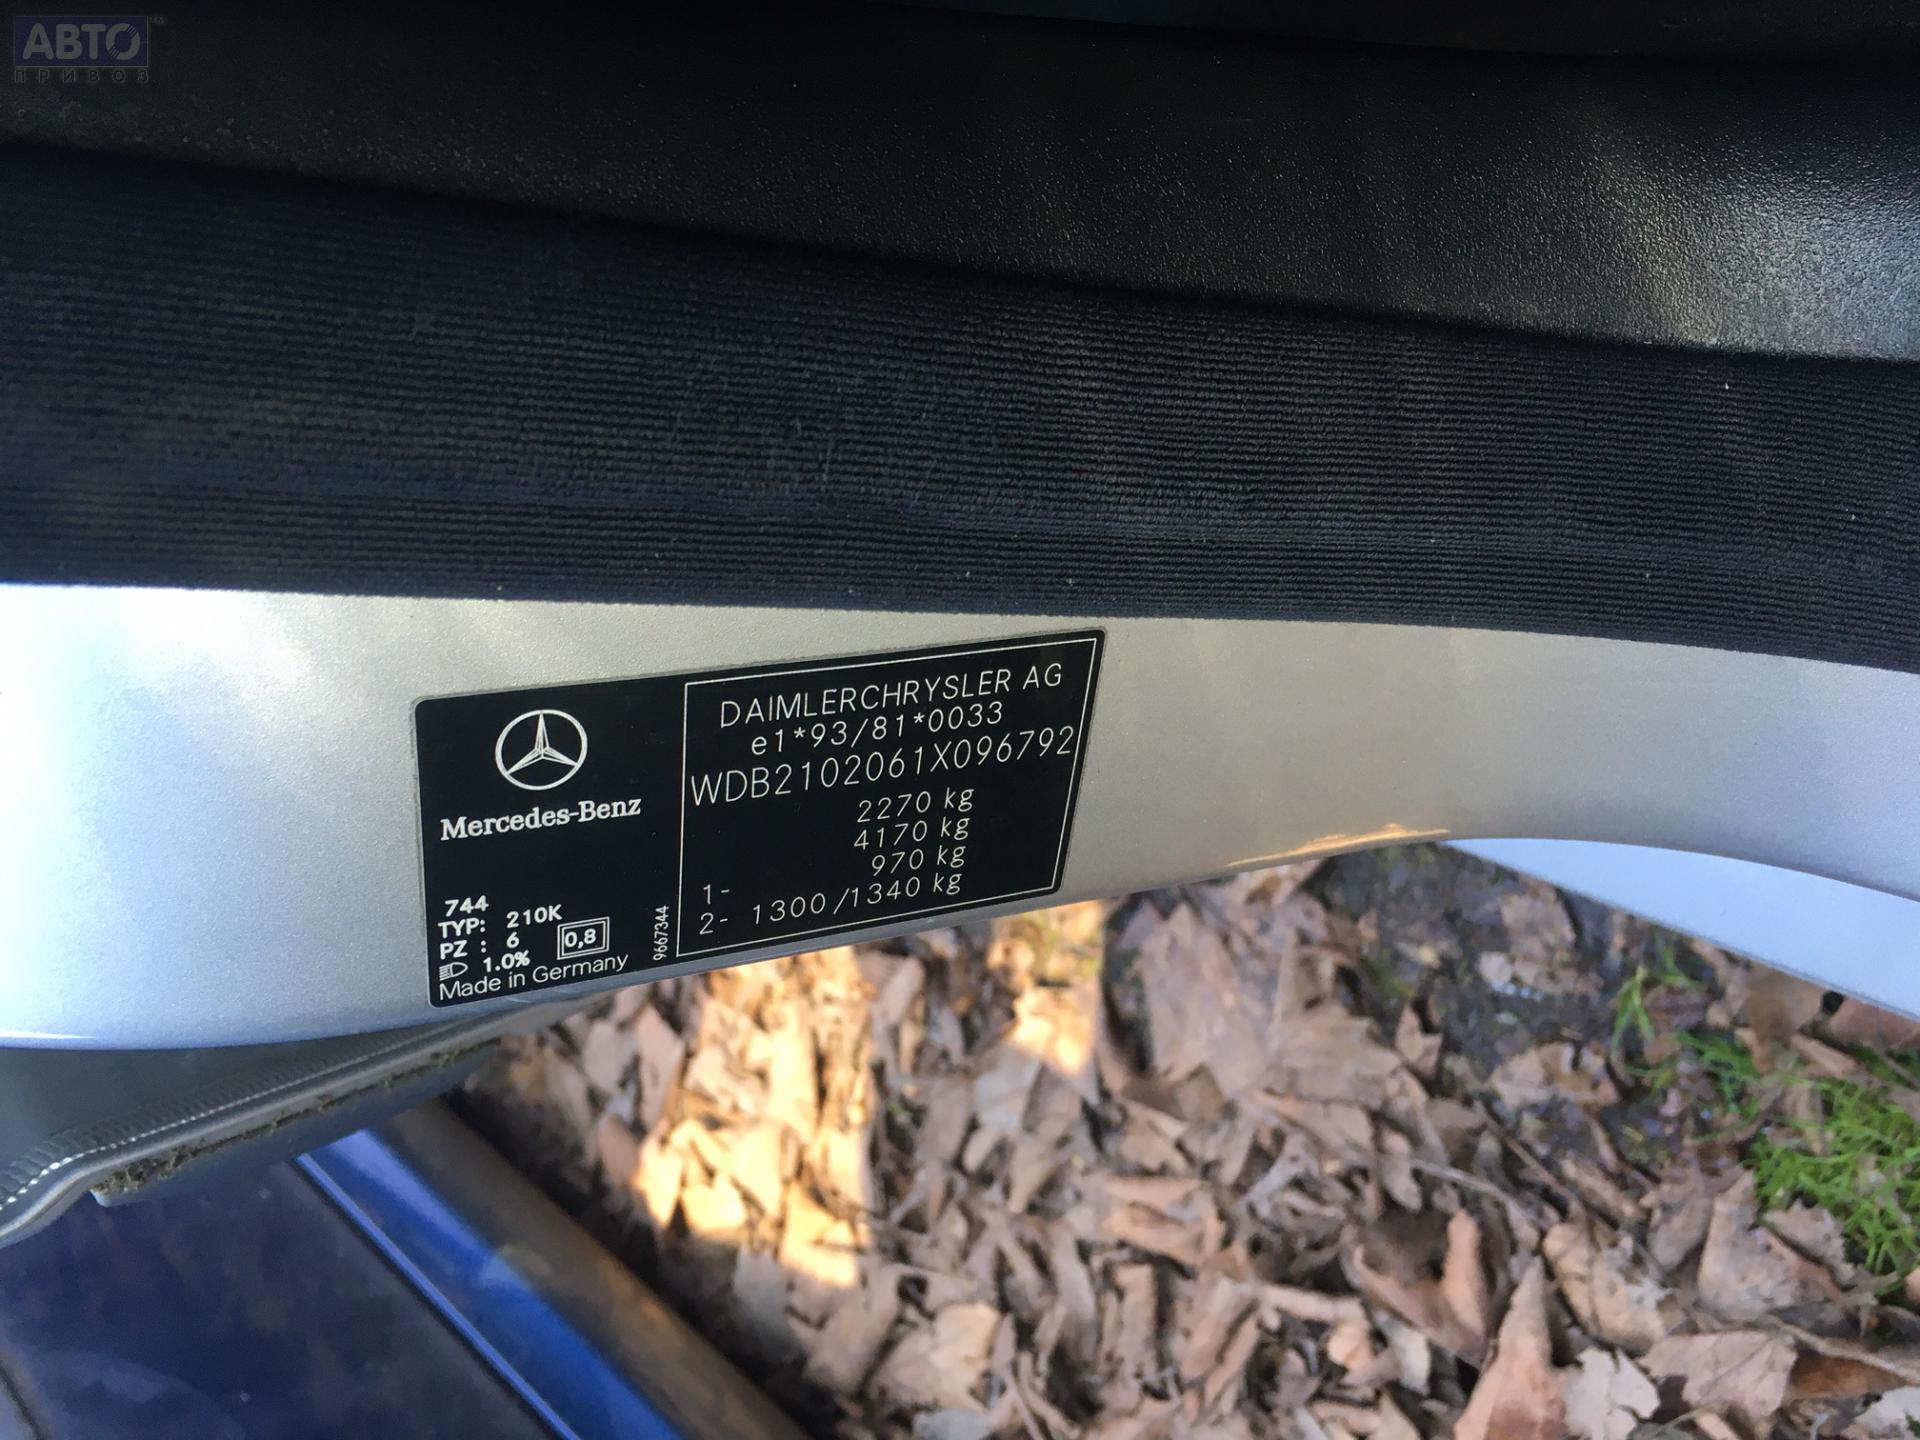 АВТО™
ПРИВОЗ
DAIMLERCHRYSLER AG
e1*93/81*0033
WDB2102061X096792
2270 kg
4170 kg
1- 970 kg
2- 1300/1340 kg
Mercedes-Benz
744
TYP: 210K
PZ : 6
0,8
1.0%
Made in Germany
9667344